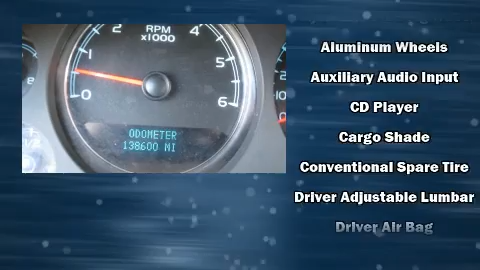 2
RPM
x1000
4
1
5
0
6
ODOMETER
138600 MI
Aluminum Wheels
Auxiliary Audio Input
CD Player
Cargo Shade
Conventional Spare Tire
Driver Adjustable Lumbar
Driver Air Bag